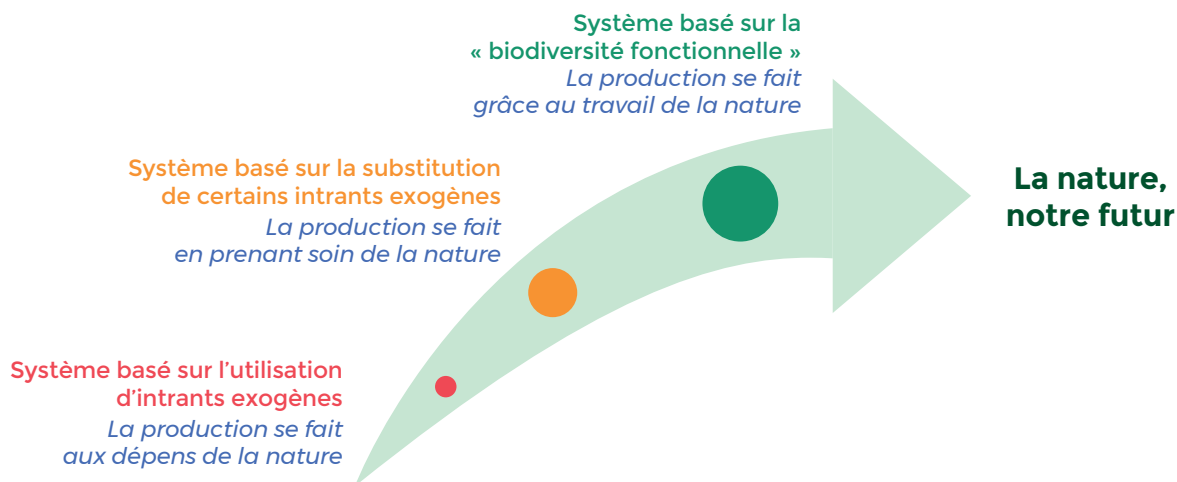 Système basé sur la
« biodiversité fonctionnelle »
La production se fait
grâce au travail de la nature
Système basé sur la substitution
de certains intrants exogènes
La production se fait
en prenant soin de la nature
La nature,
notre futur
Système basé sur l’utilisation
d’intrants exogènes
La production se fait
aux dépens de la nature